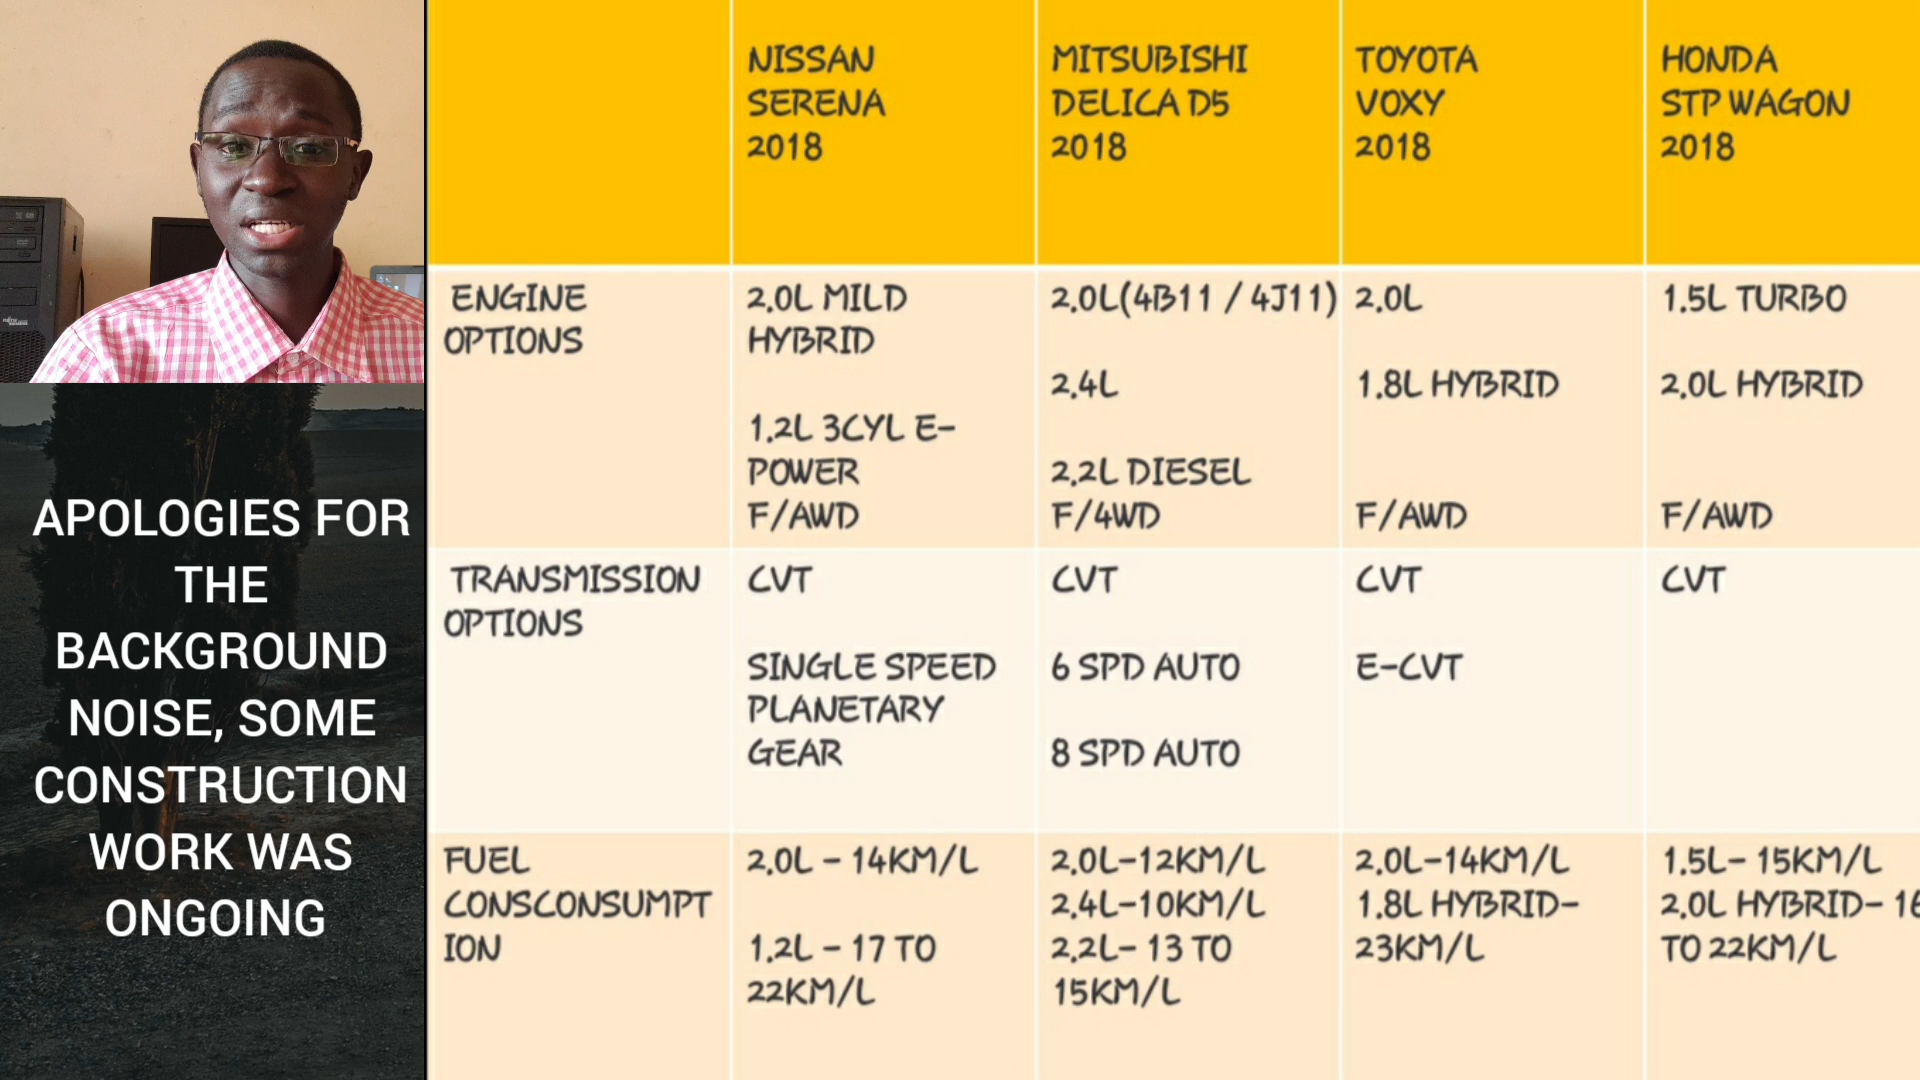 APOLOGIES FOR
THE
BACKGROUND
NOISE, SOME
CONSTRUCTION
WORK WAS
ONGOING
NISSAN
SERENA
2018
MITSUBISHI
DELICA D5
2018
TOYOTA
VOXY
2018
HONDA
STP WAGON
2018
ENGINE
OPTIONS
2.0L MILD
HYBRID
1.2L 3CYL E-
POWER
F/AWD
2.0L(4B11 / 4J11)
2.4L
2.2L DIESEL
F/4WD
2.0L
1.8L HYBRID
F/AWD
1.5L TURBO
2.0L HYBRID
F/AWD
TRANSMISSION
OPTIONS
CVT
SINGLE SPEED
PLANETARY
GEAR
CVT
6 SPD AUTO
8 SPD AUTO
CVT
E-CVT
CVT
FUEL
CONSCONSUMPT
ION
2.0L - 14KM/L
1.2L - 17 TO
22KM/L
2.0L-12KM/L
2.4L-10KM/L
2.2L- 13 TO
15KM/L
2.0L-14KM/L
1.8L HYBRID-
23KM/L
1.5L- 15KM/L
2.0L HYBRID- 16
TO 22KM/L